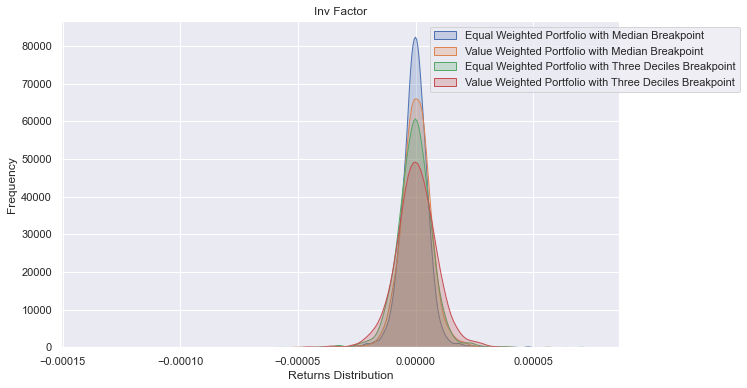 Inv Factor
Equal Weighted Portfolio with Median Breakpoint
Value Weighted Portfolio with Median Breakpoint
Equal Weighted Portfolio with Three Deciles Breakpoint
Value Weighted Portfolio with Three Deciles Breakpoint
80000
70000
60000
50000
40000
30000
20000
10000
0
Frequency
−0.00015
−0.00010
−0.00005
0.00000
0.00005
Returns Distribution